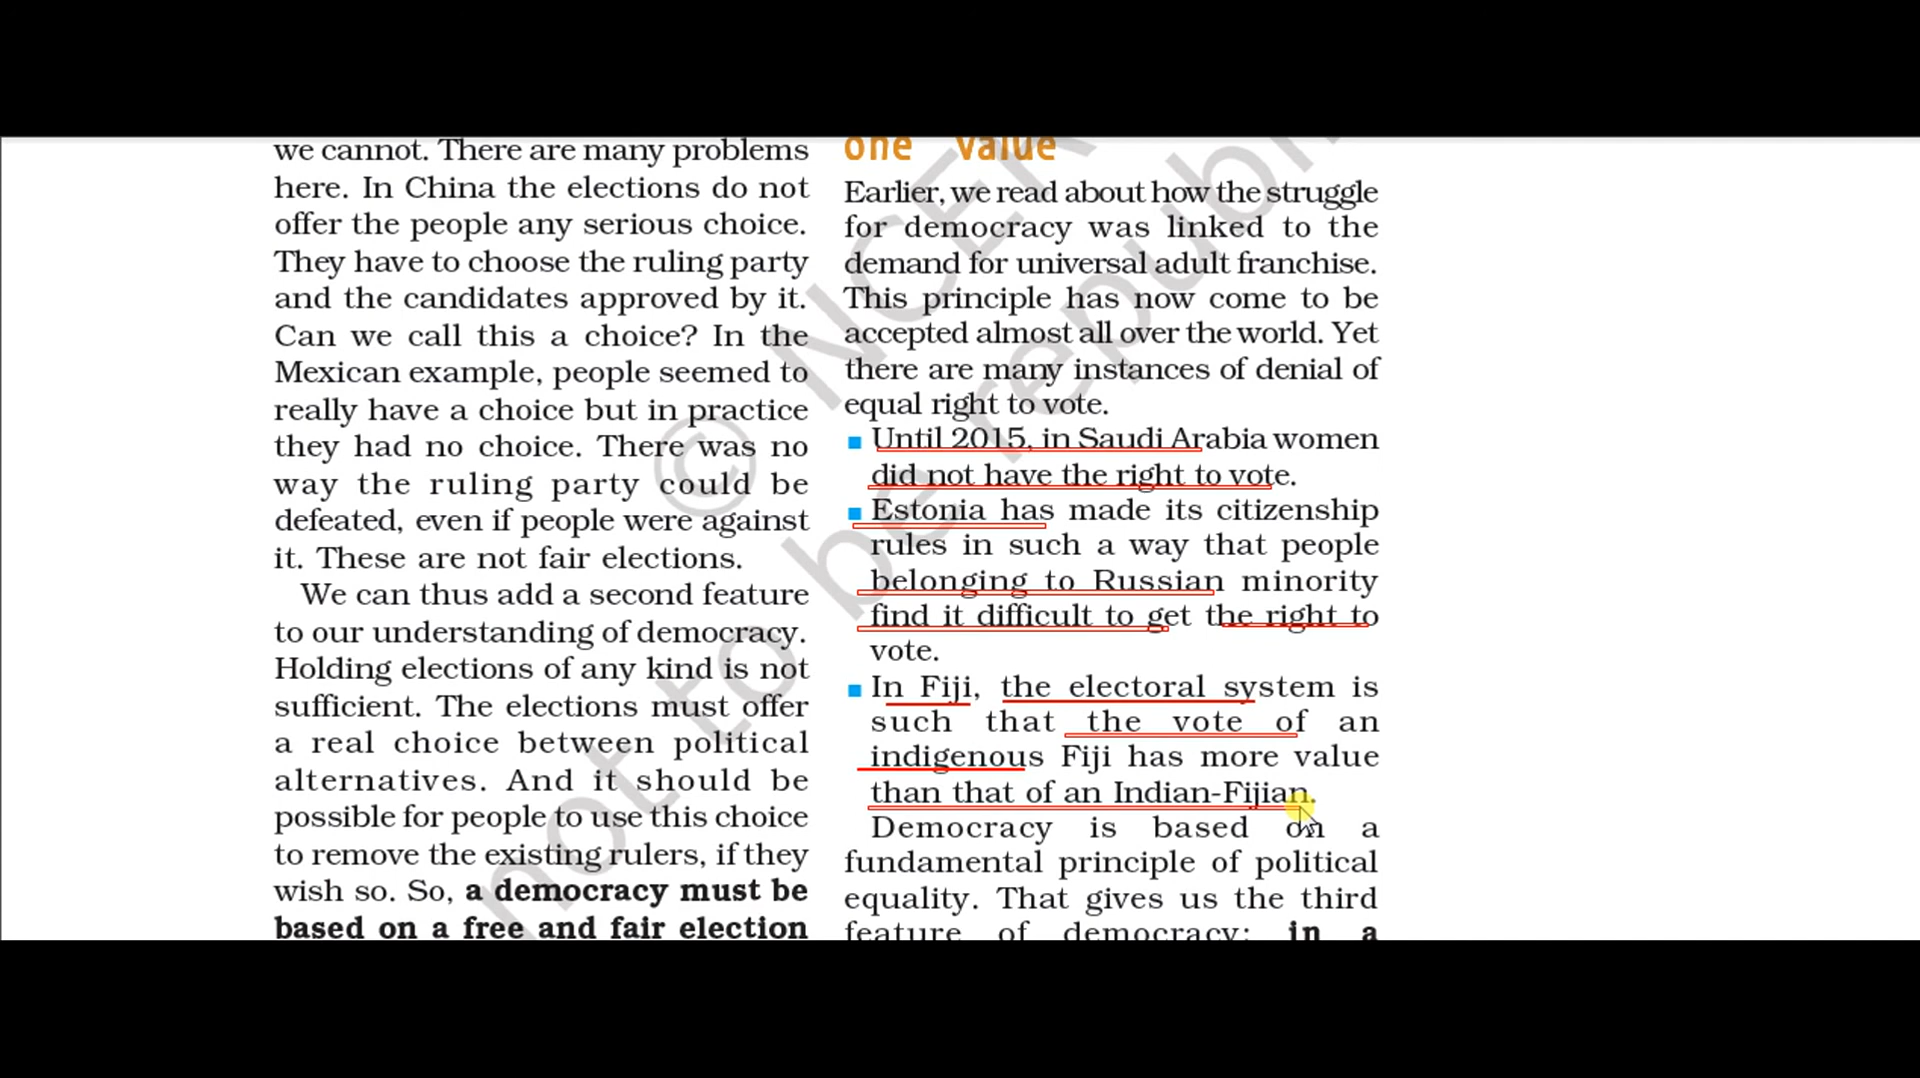 we cannot. There are many problems
here. In China the elections do not
offer the people any serious choice.
They have to choose the ruling party
and the candidates approved by it.
Can we call this a choice? In the
Mexican example, people seemed to
really have a choice but in practice
they had no choice. There was no
way the ruling party could be
defeated, even if people were against
it. These are not fair elections.
We can thus add a second feature
to our understanding of democracy.
Holding elections of any kind is not
sufficient. The elections must offer
a real choice between political
alternatives. And it should be
possible for people to use this choice
to remove the existing rulers, if they
wish so. So, a democracy must be
based on a free and fair election
one value
Earlier, we read about how the struggle
for democracy was linked to the
demand for universal adult franchise.
This principle has now come to be
accepted almost all over the world. Yet
there are many instances of denial of
equal right to vote.
Until 2015, in Saudi Arabia women
did not have the right to vote.
Estonia has made its citizenship
rules in such a way that people
belonging to Russian minority
find it difficult to get the right to
vote.
In Fiji, the electoral system is
such that the vote of an
indigenous Fiji has more value
than that of an Indian-Fijian.
Democracy is based on a
fundamental principle of political
equality. That gives us the third
feature of democracy: in a
© NCER
not to be republ